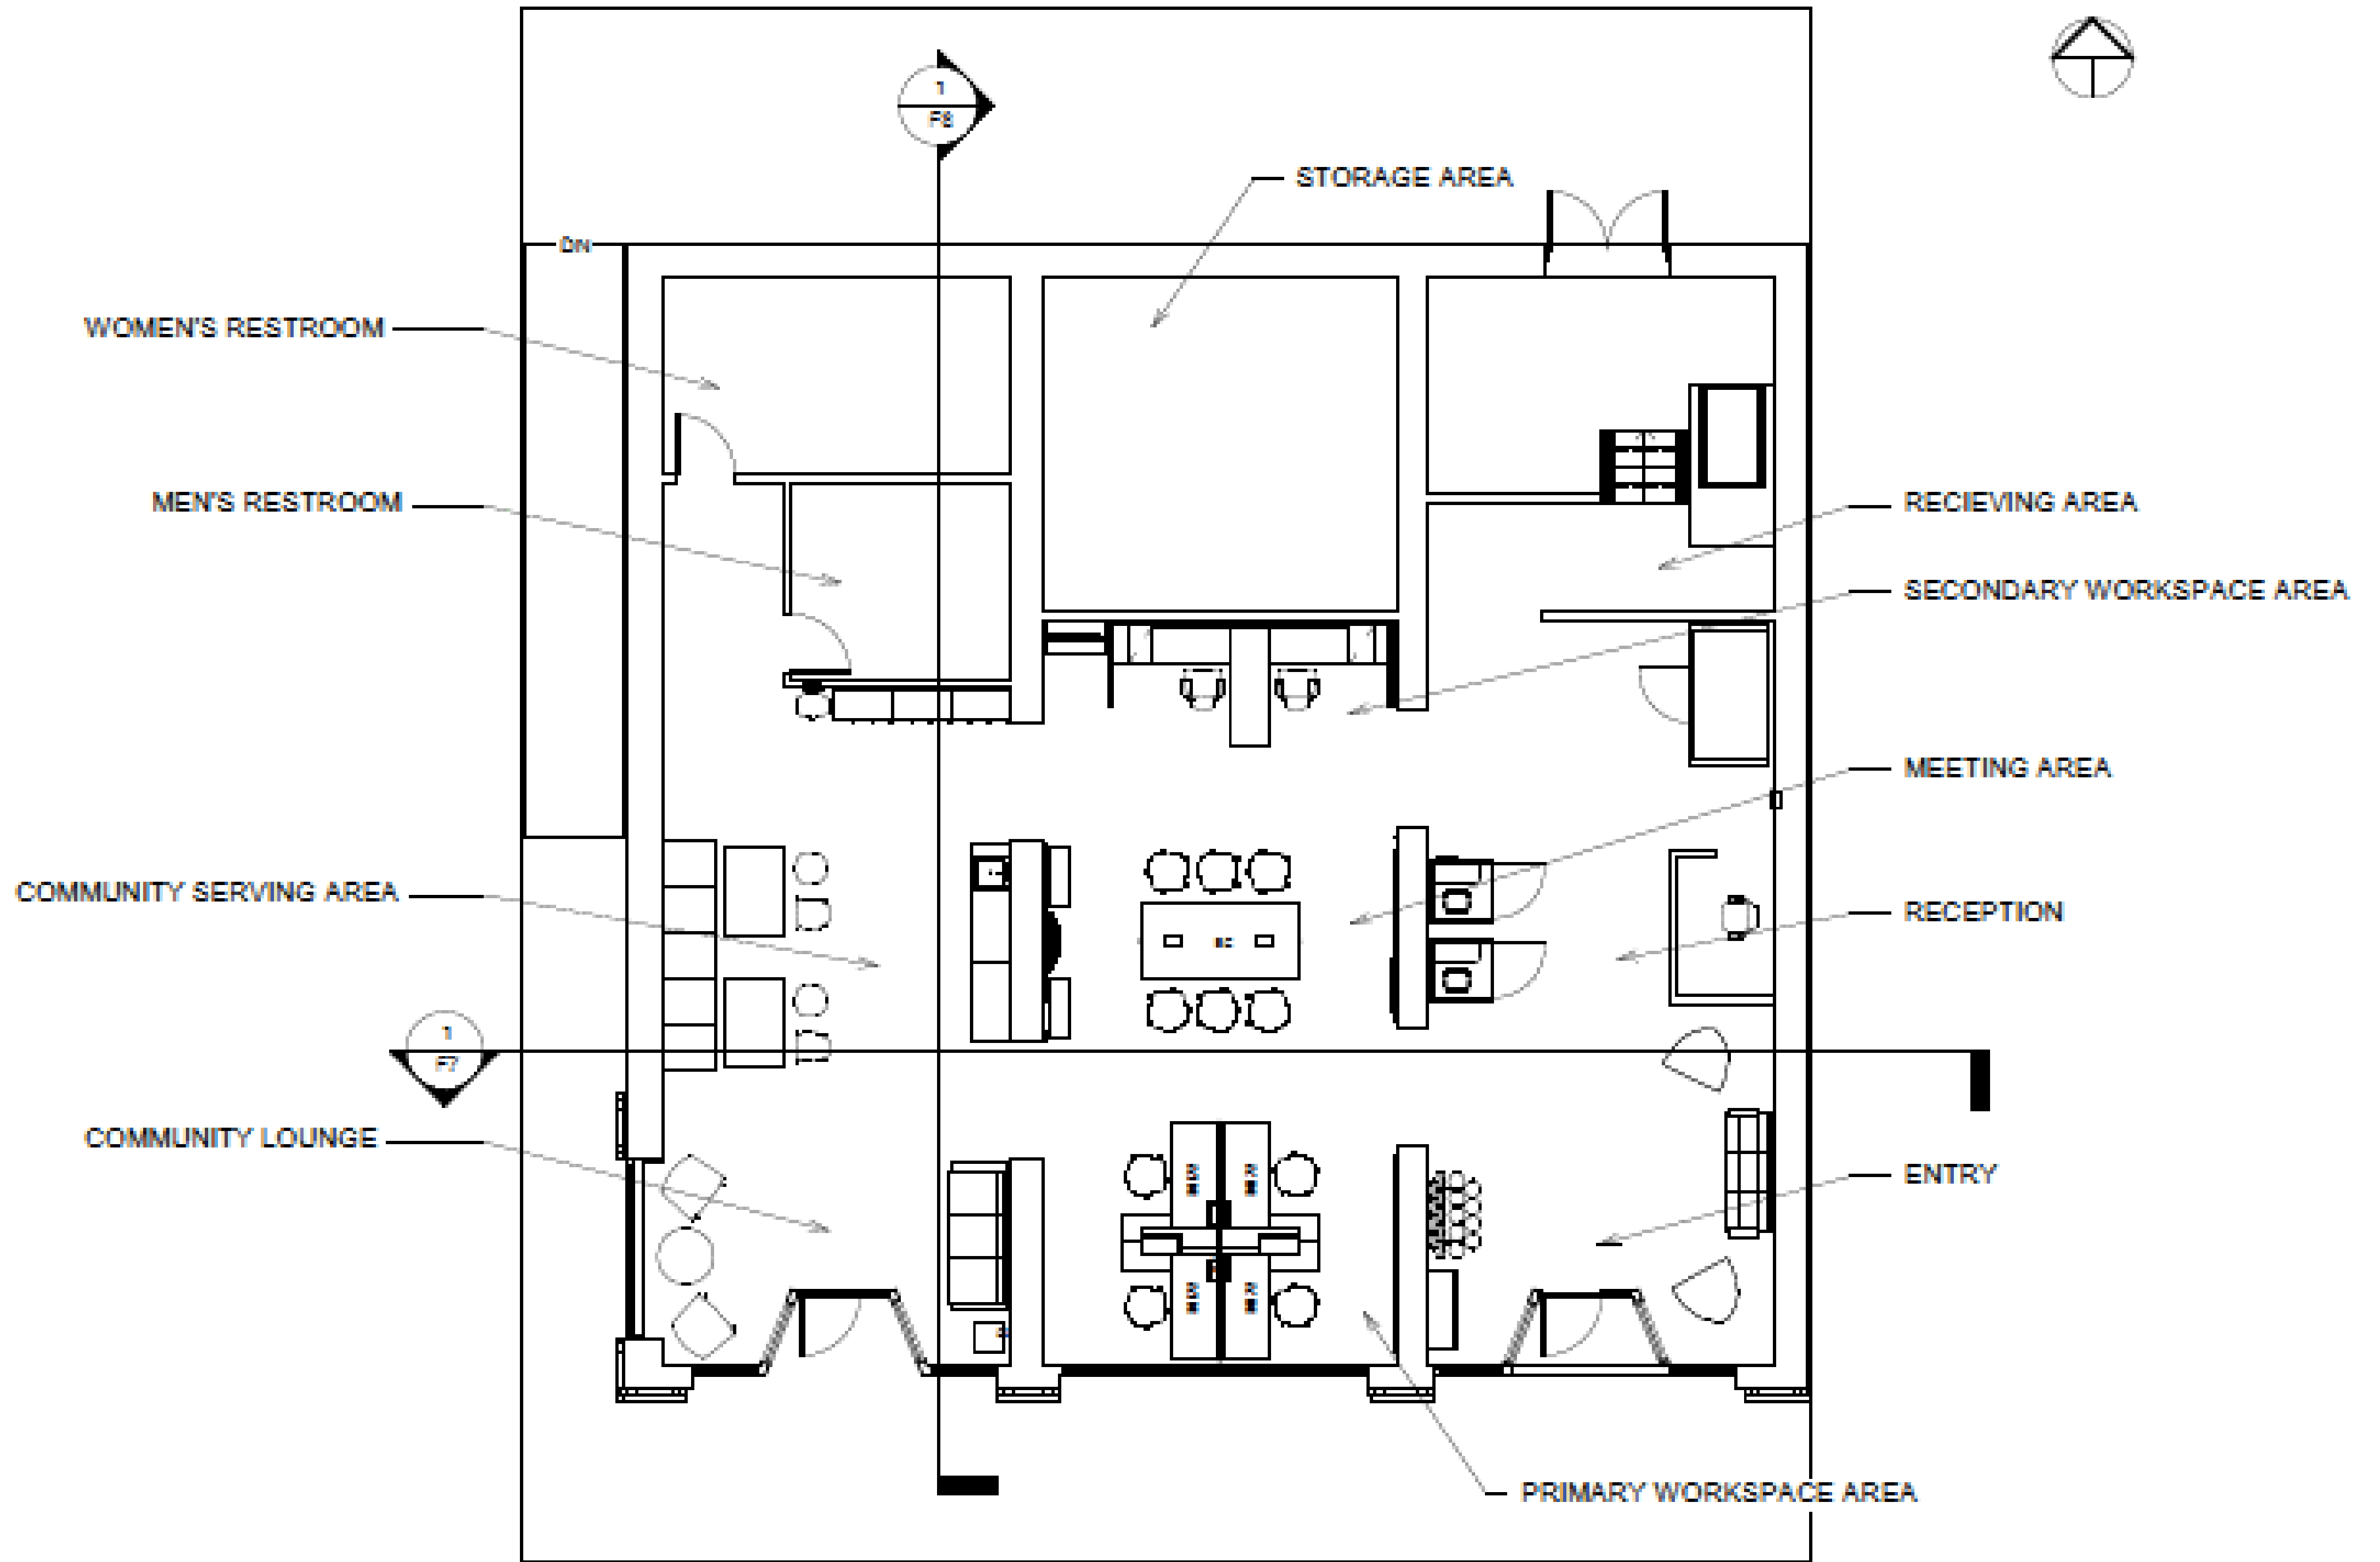 1
F8
STORAGE AREA
DN
WOMEN'S RESTROOM
MEN'S RESTROOM
RECIEVING AREA
SECONDARY WORKSPACE AREA
MEETING AREA
COMMUNITY SERVING AREA
RECEPTION
1
F7
COMMUNITY LOUNGE
ENTRY
PRIMARY WORKSPACE AREA